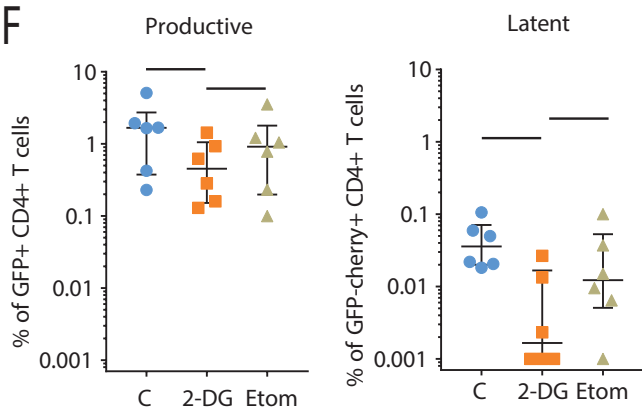 F
Productive
% of GFP+ CD4+ T cells
10
1
0.1
0.01
0.001
C 2-DG Etom
Latent
% of GFP-cherry+ CD4+ T cells
10
1
0.1
0.01
0.001
C 2-DG Etom